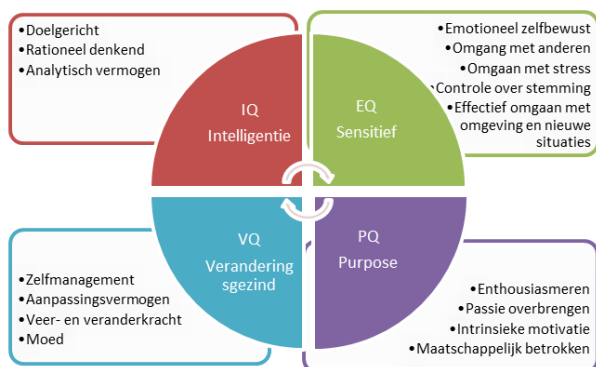 •Doelgericht
•Rationeel denkend
•Analytisch vermogen
•Emotioneel zelfbewust
•Omgang met anderen
•Omgaan met stress
•Controle over stemming
•Effectief omgaan met
omgeving en nieuwe
situaties
IQ
Intelligentie
EQ
Sensitief
VQ
Verandering
sgezind
PQ
Purpose
•Zelfmanagement
•Aanpassingsvermogen
•Veer- en veranderkracht
•Moed
•Enthousiasmeren
•Passie overbrengen
•Intrinsieke motivatie
•Maatschappelijk betrokken